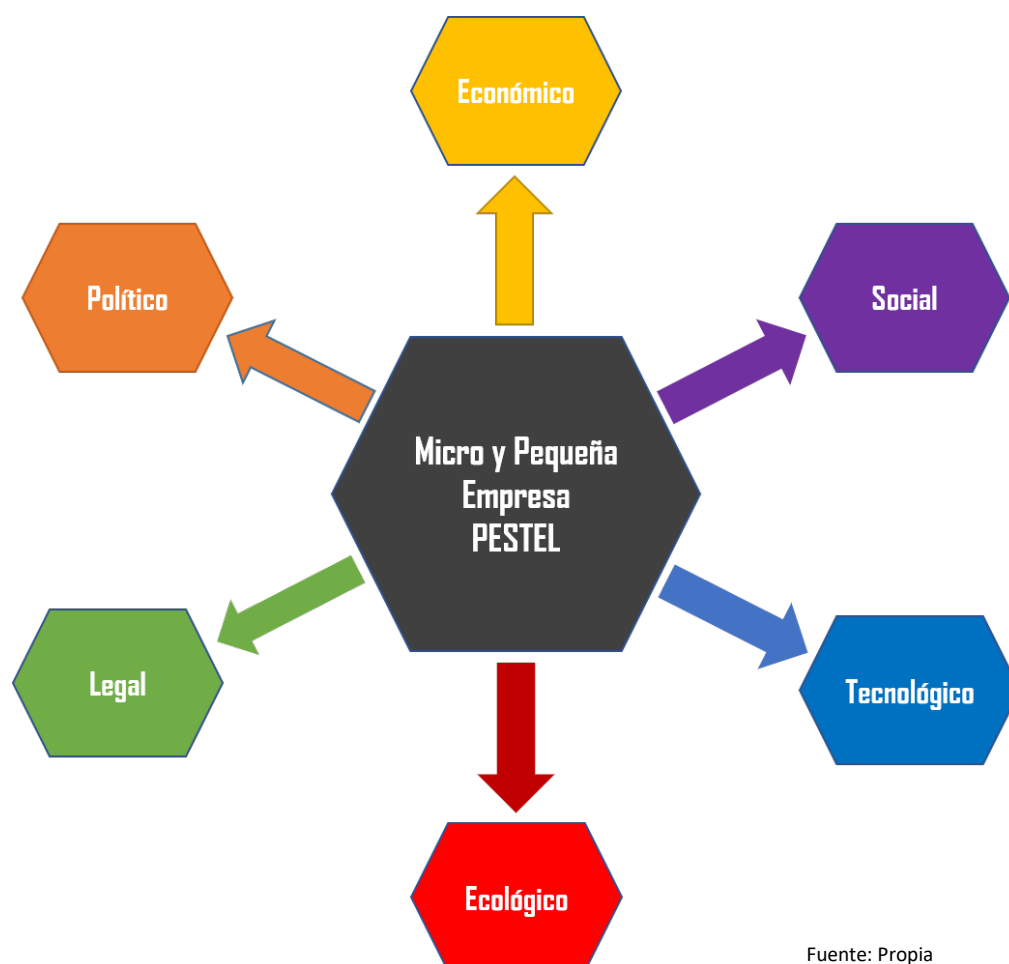 Económico
Político
Social
Micro y Pequeña
Empresa
PESTEL
Legal
Tecnológico
Ecológico
Fuente: Propia